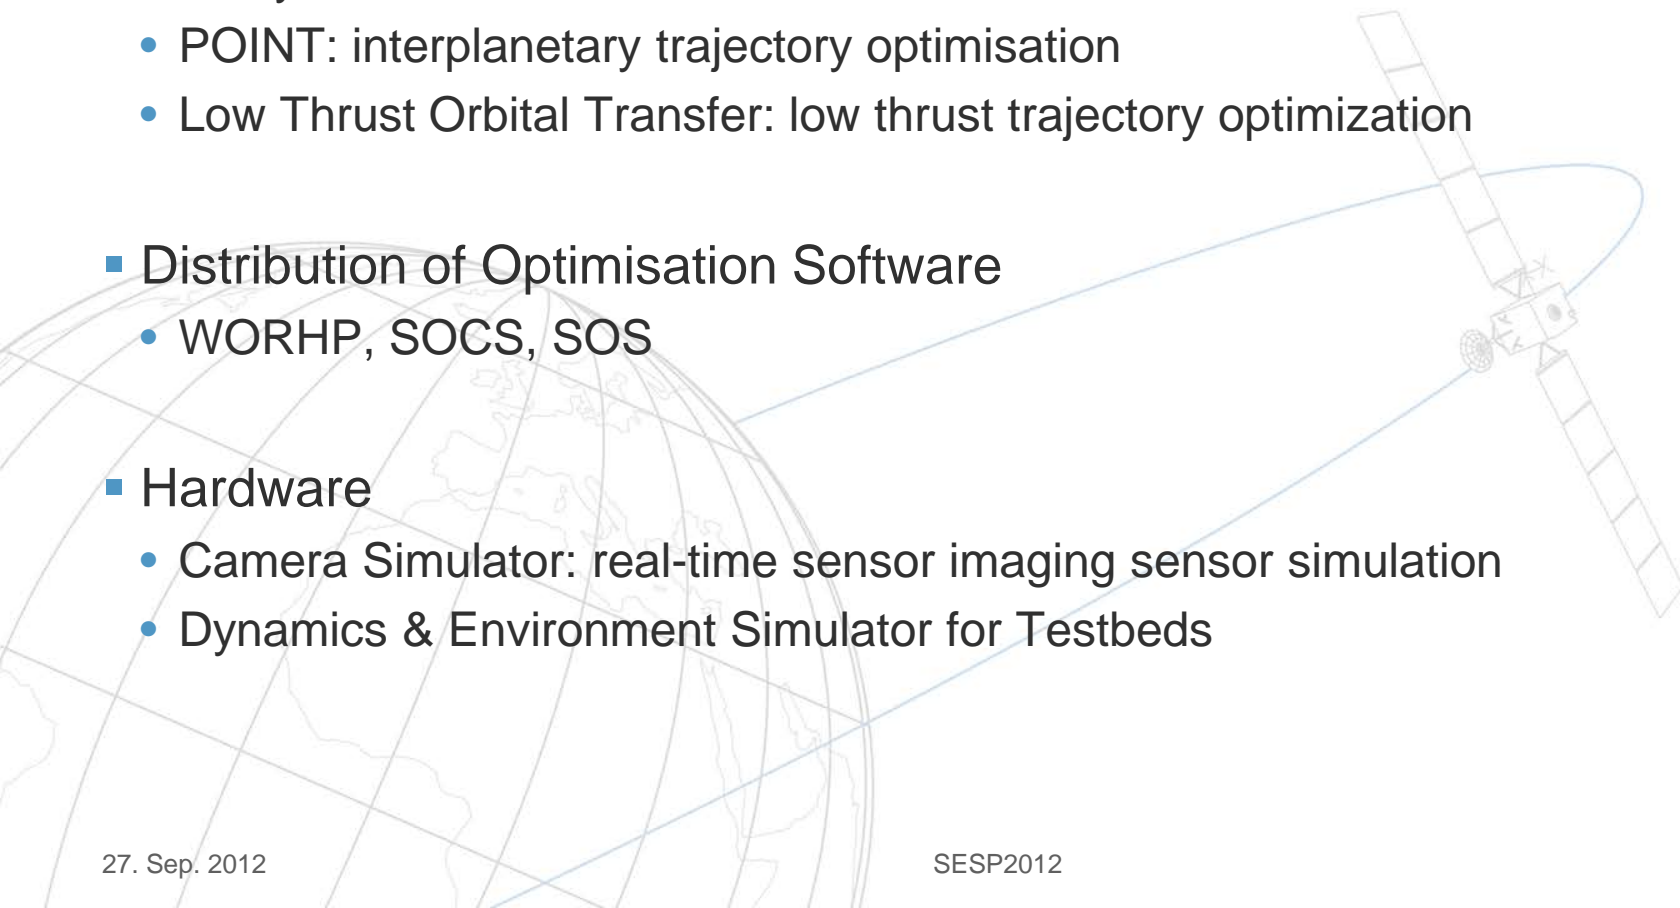 • POINT: interplanetary trajectory optimisation
• Low Thrust Orbital Transfer: low thrust trajectory optimization
▪ Distribution of Optimisation Software
• WORHP, SOCS, SOS
▪ Hardware
• Camera Simulator: real-time sensor imaging sensor simulation
• Dynamics & Environment Simulator for Testbeds
27. Sep. 2012
SESP2012